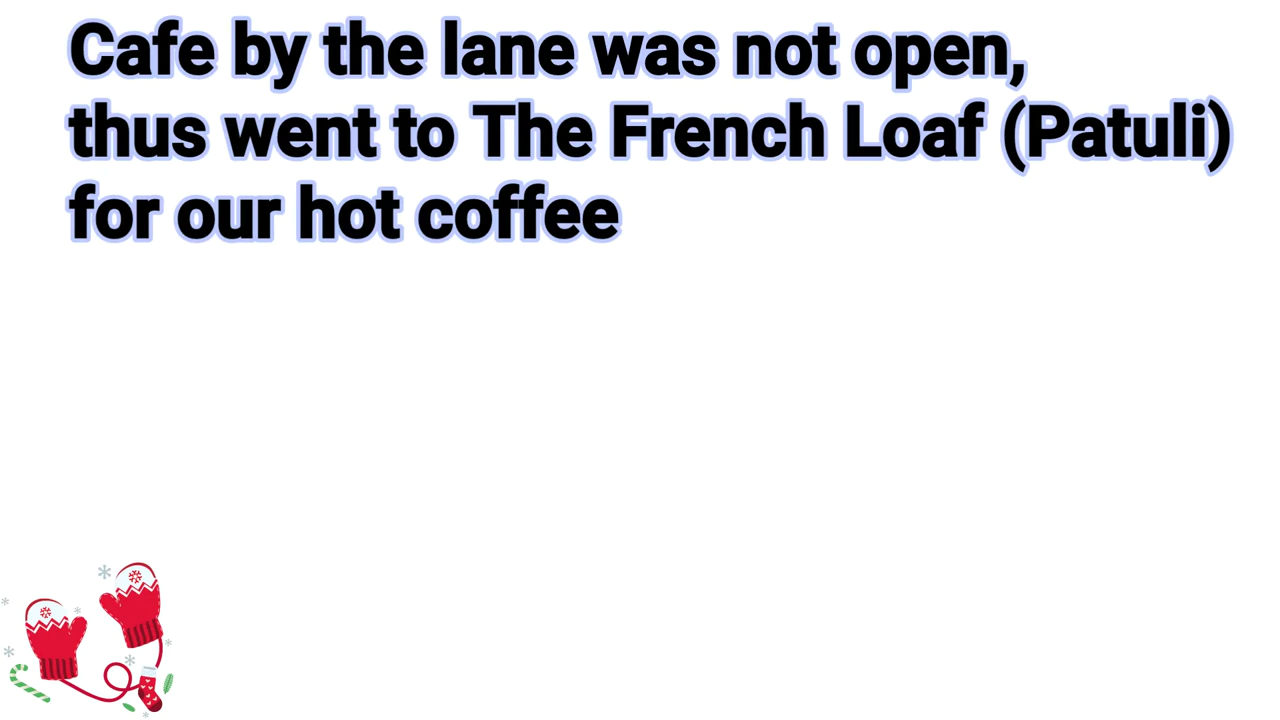 Cafe by the lane was not open,
thus went to The French Loaf (Patuli)
for our hot coffee